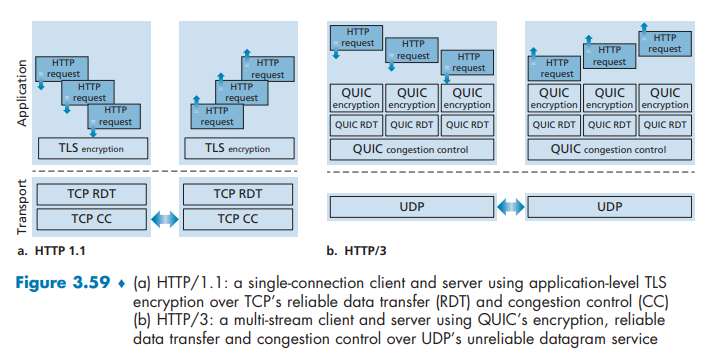 Application
HTTP
request
HTTP
request
HTTP
request
TLS encryption
HTTP
request
HTTP
request
HTTP
request
TLS encryption
Transport
TCP RDT
TCP CC
TCP RDT
TCP CC
a. HTTP 1.1
HTTP
request
HTTP
request
HTTP
request
QUIC
encryption
QUIC
encryption
QUIC
encryption
QUIC RDT
QUIC RDT
QUIC RDT
QUIC congestion control
HTTP
request
HTTP
request
HTTP
request
QUIC
encryption
QUIC
encryption
QUIC
encryption
QUIC RDT
QUIC RDT
QUIC RDT
QUIC congestion control
UDP
UDP
b. HTTP/3
Figure 3.59 ♦ (a) HTTP/1.1: a single-connection client and server using application-level TLS
encryption over TCP’s reliable data transfer (RDT) and congestion control (CC)
(b) HTTP/3: a multi-stream client and server using QUIC’s encryption, reliable
data transfer and congestion control over UDP’s unreliable datagram service